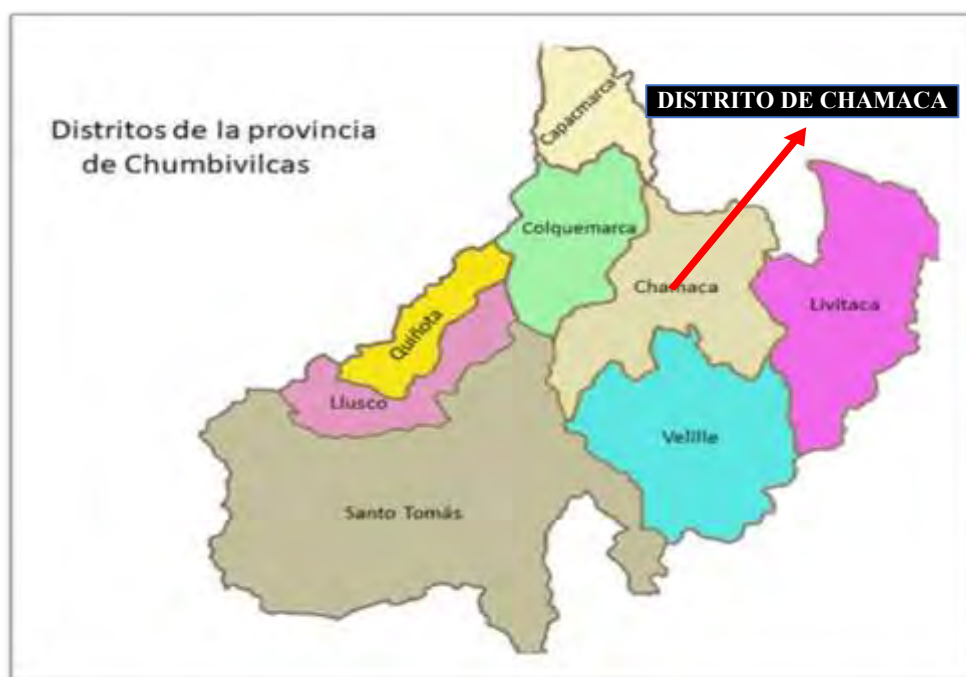 Distritos de la provincia
de Chumbivilcas
DISTRITO DE CHAMACA
Capacmarca
Colquemarca
Chamaca
Livitaca
Quiñota
Llusco
Velille
Santo Tomás